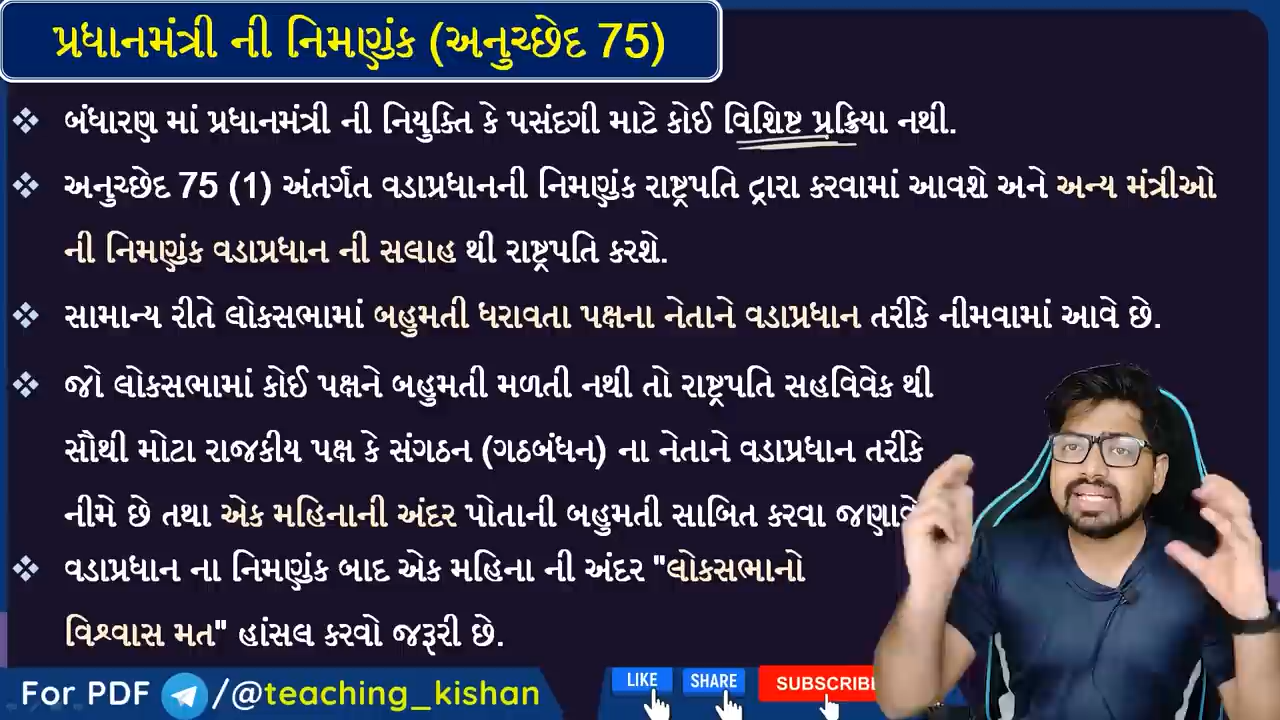 પ્રધાનમંત્રી ની નિમણુંક (અનુચ્છેદ 75)
❖ બંધારણ માં પ્રધાનમંત્રી ની નિયુક્તિ કે પસંદગી માટે કોઈ વિશિષ્ટ પ્રક્રિયા નથી.
❖ અનુચ્છેદ 75 (1) અંતર્ગત વડાપ્રધાનની નિમણુંક રાષ્ટ્રપતિ દ્રારા કરવામાં આવશે અને અન્ય મંત્રીઓ
ની નિમણુંક વડાપ્રધાન ની સલાહ થી રાષ્ટ્રપતિ કરશે.
❖ સામાન્ય રીતે લોકસભામાં બહુમતી ધરાવતા પક્ષના નેતાને વડાપ્રધાન તરીકે નીમવામાં આવે છે.
❖ જો લોકસભામાં કોઈ પક્ષને બહુમતી મળતી નથી તો રાષ્ટ્રપતિ સહવિવેક થી
સૌથી મોટા રાજકીય પક્ષ કે સંગઠન (ગઠબંધન) ના નેતાને વડાપ્રધાન તરીકે
નીમે છે તથા એક મહિનાની અંદર પોતાની બહુમતી સાબિત કરવા
❖ વડાપ્રધાન ના નિમણુંક બાદ એક મહિના ની અંદર "લોકસભાનો
વિશ્વાસ મત" હાંસલ કરવો જરૂરી છે.
For PDF /@teaching_kishan LIKE SHARE SUBSCRIBE